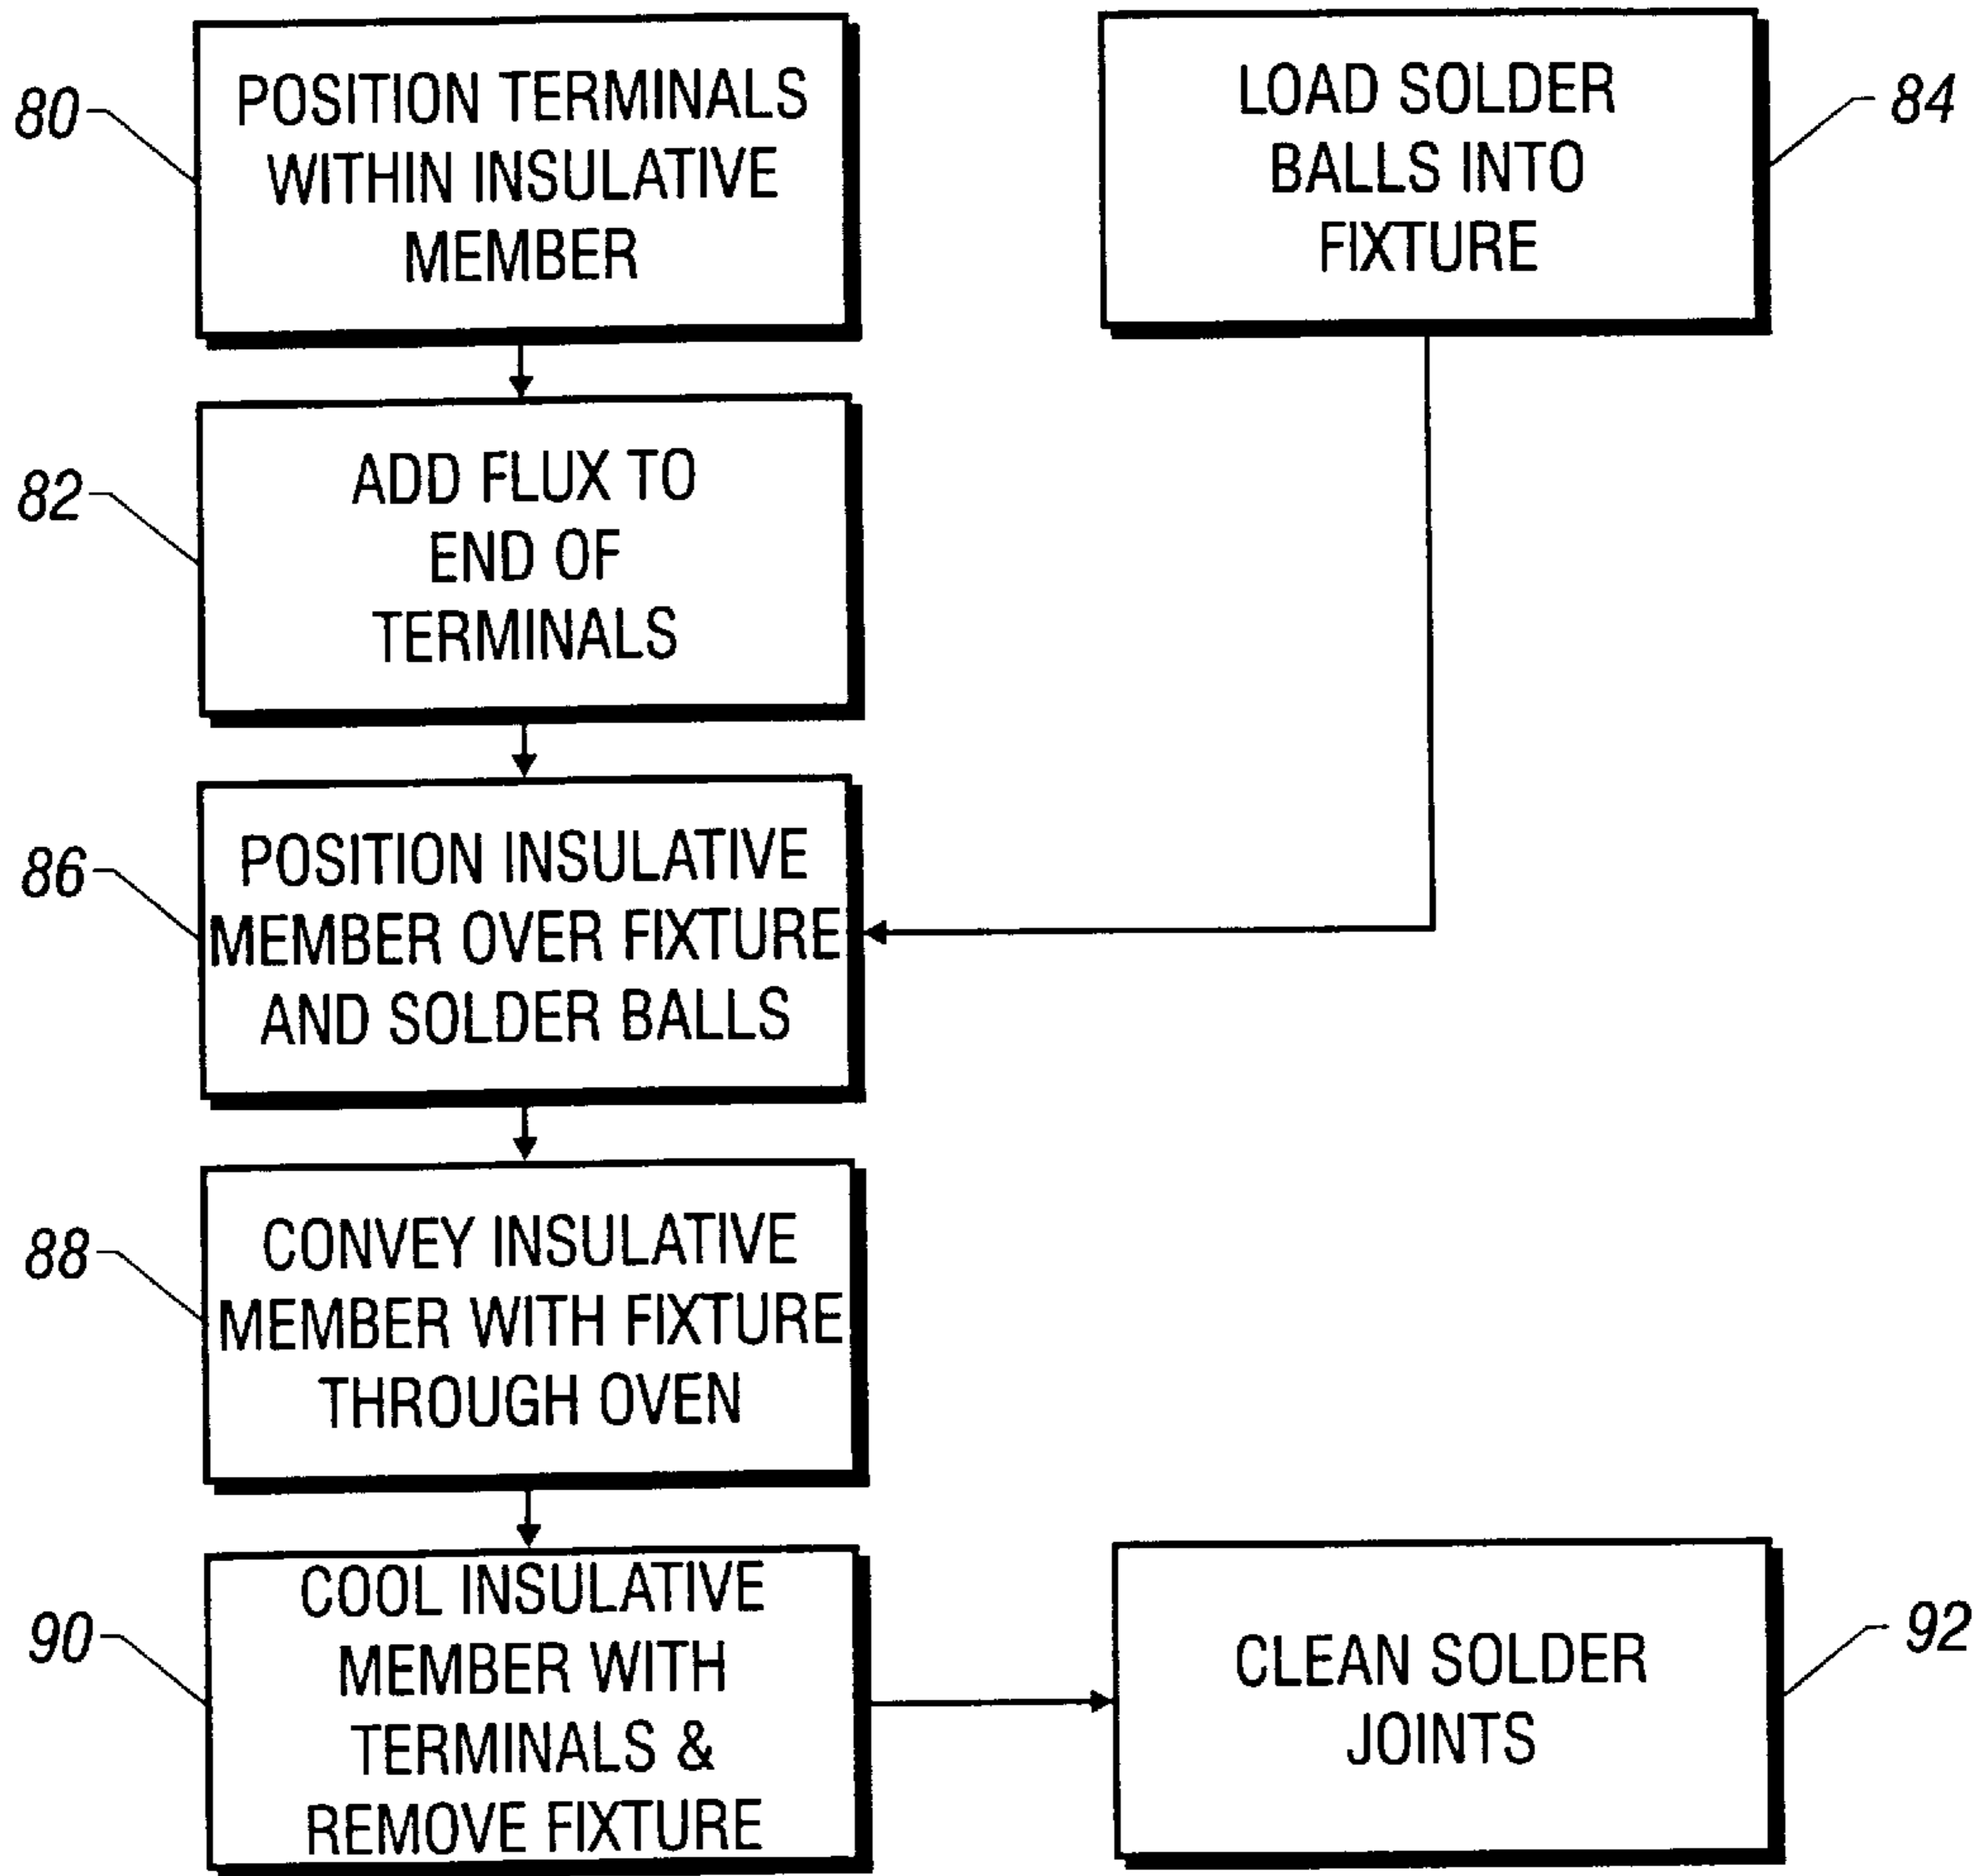 80
POSITION TERMINALS
WITHIN INSULATIVE
MEMBER
LOAD SOLDER
BALLS INTO
FIXTURE
84
82
ADD FLUX TO
END OF
TERMINALS
86
POSITION INSULATIVE
MEMBER OVER FIXTURE
AND SOLDER BALLS
88
CONVEY INSULATIVE
MEMBER WITH FIXTURE
THROUGH OVEN
90
COOL INSULATIVE
MEMBER WITH
TERMINALS &
REMOVE FIXTURE
CLEAN SOLDER
JOINTS
92